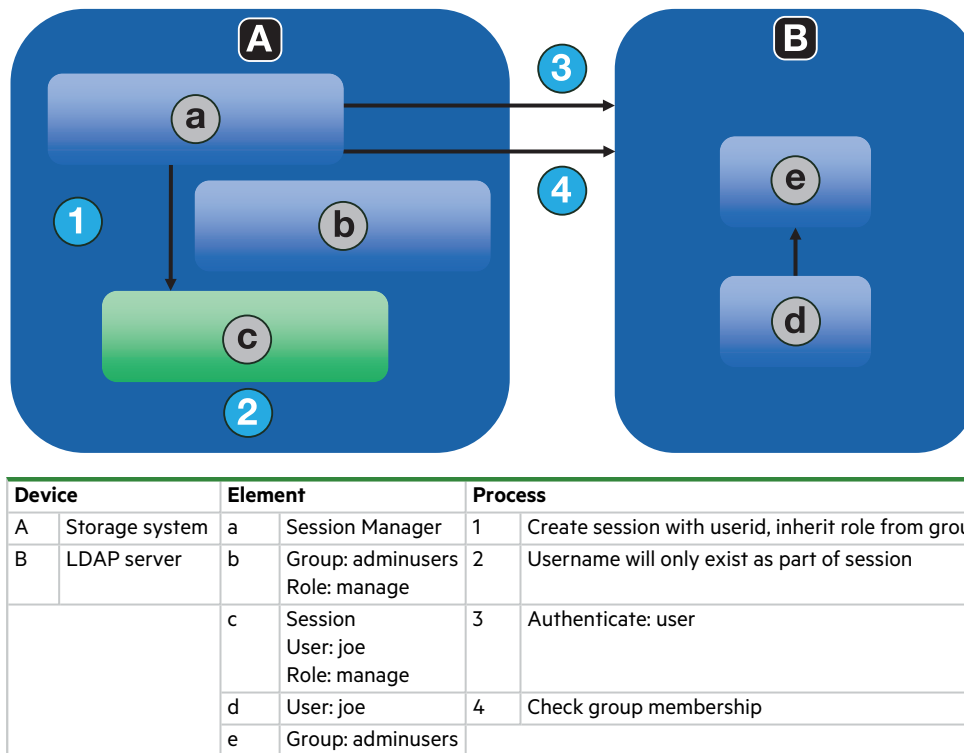 A
B
3
a
4
e
1
b
d
c
2
Device Element Process
A Storage system a Session Manager 1 Create session with userid, inherit role from
B LDAP server b Group: adminusers 2 Username will only exist as part of session
Role: manage
c Session 3 Authenticate: user
User: joe
Role: manage
d User: joe 4 Check group membership
e Group: adminusers